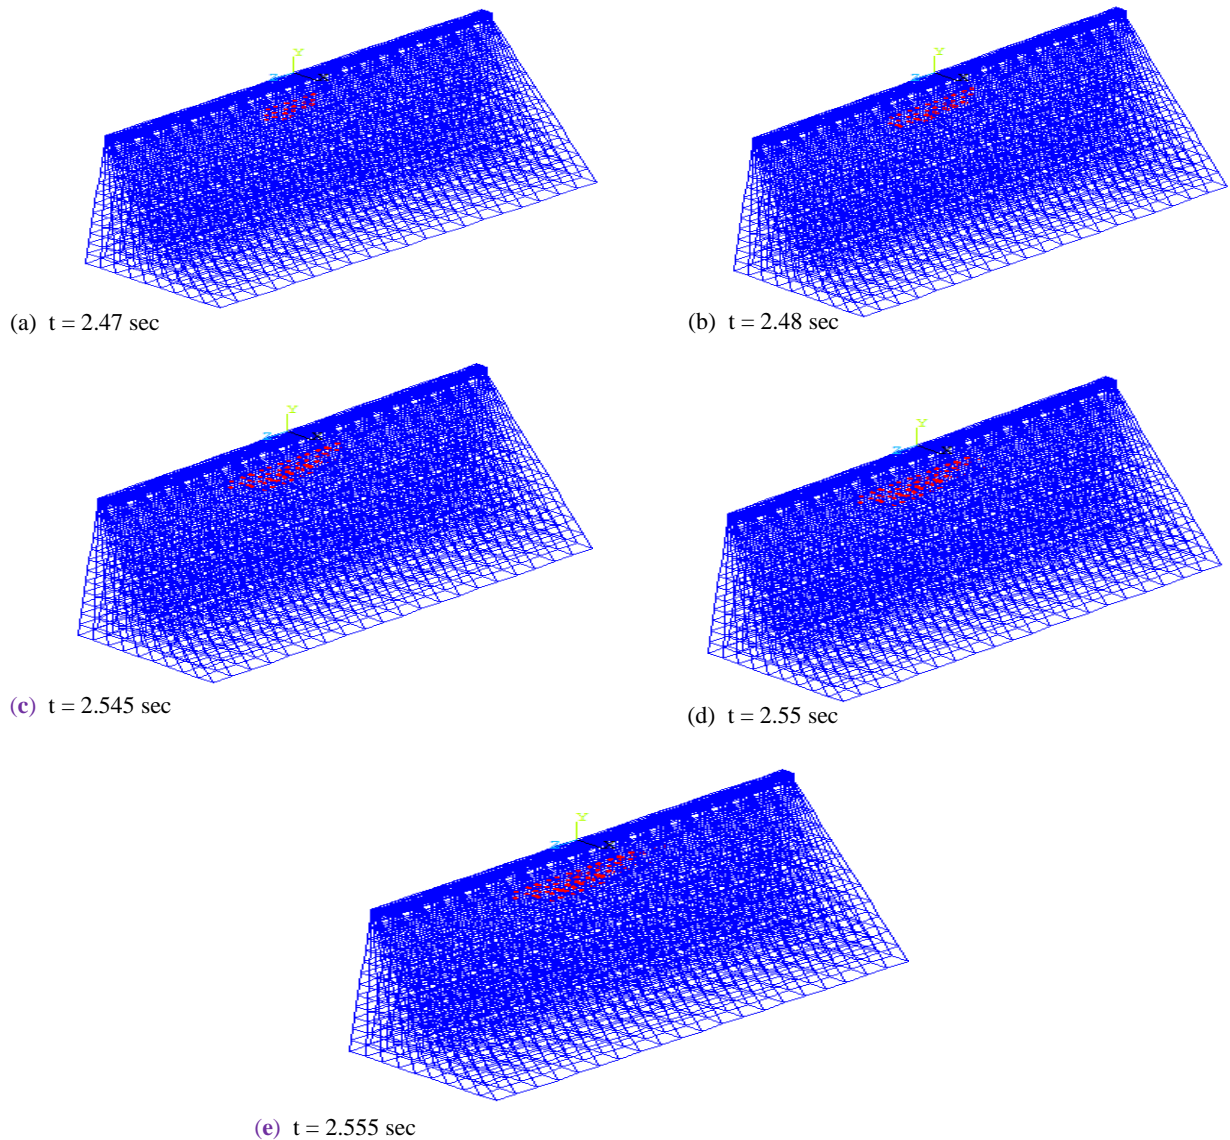 Y
Z
(a) t = 2.47 sec
Y
Z
(b) t = 2.48 sec
Y
Z
(c) t = 2.545 sec
Y
Z
(d) t = 2.55 sec
Y
Z
(e) t = 2.555 sec